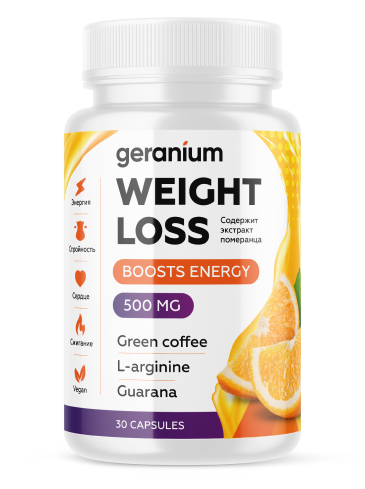 geranium
WEIGHT
LOSS
Содержит
экстракт
померанца
BOOSTS ENERGY
500 MG
Green coffee
L-arginine
Guarana
30 CAPSULES
Энергия
Стройность
Сердце
Сжигание
Vegan